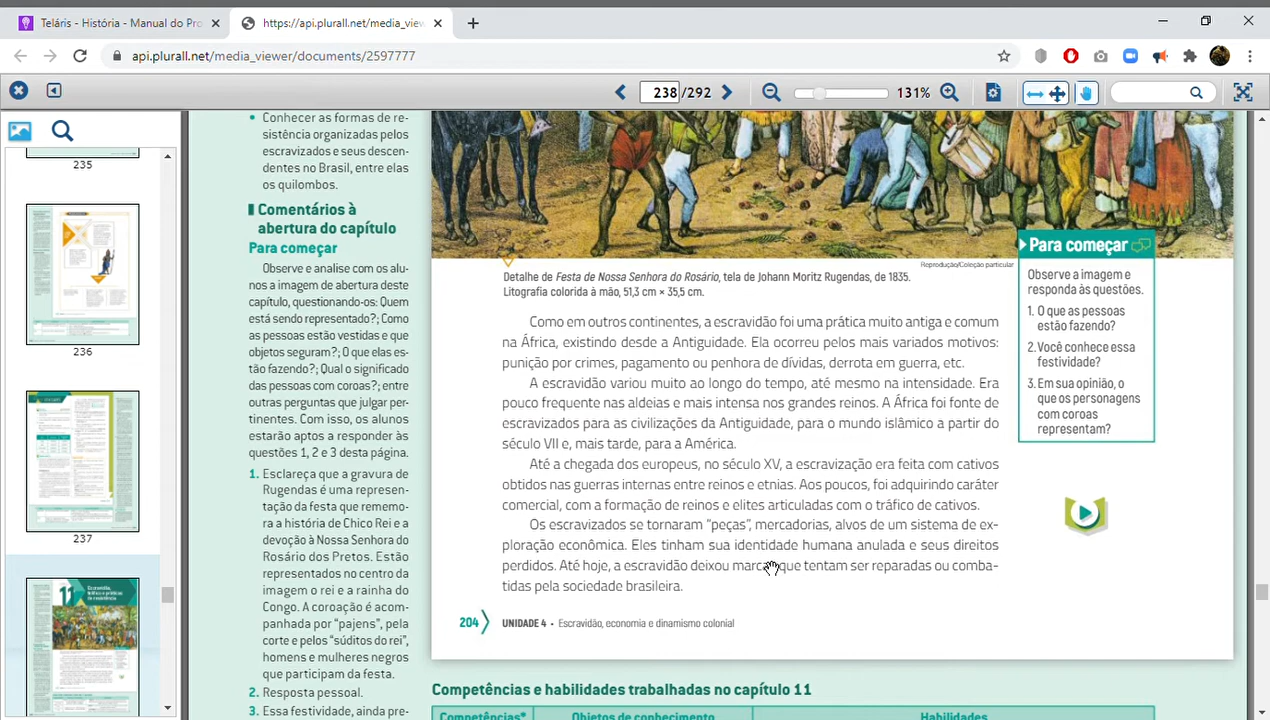 Teláris - História - Manual do Pro
https://api.plurall.net/media_view
api.plurall.net/media_viewer/documents/2597777
238 /292
131%
235
236
237
11
• Conhecer as formas de re-
sistência organizadas pelos
escravizados e seus descen-
dentes no Brasil, entre elas
os quilombos.
Comentários à
abertura do capítulo
Para começar
Observe e analise com os alu-
nos a imagem de abertura deste
capítulo, questionando-os: Quem
está sendo representado?; Como
as pessoas estão vestidas e que
objetos seguram?; O que elas es-
tão fazendo?; Qual o significado
das pessoas com coroas?; entre
outras perguntas que julgar per-
tinentes. Com isso, os alunos
estarão aptos a responder às
questões 1, 2 e 3 desta página.
1. Esclareça que a gravura de
Rugendas é uma represen-
tação da festa que rememo-
ra a história de Chico Rei e a
devoção à Nossa Senhora do
Rosário dos Pretos. Estão
representados no centro da
imagem o rei e a rainha do
Congo. A coroação é acom-
panhada por "pajens", pela
corte e pelos "súditos do rei",
homens e mulheres negros
que participam da festa.
2. Resposta pessoal.
3. Essa festividade, ainda pre-
Reprodução/Coleção particular
Detalhe de Festa de Nossa Senhora do Rosário, tela de Johann Moritz Rugendas, de 1835.
Litografia colorida à mão, 51,3 cm × 35,5 cm.
Como em outros continentes, a escravidão foi uma prática muito antiga e comum
na África, existindo desde a Antiguidade. Ela ocorreu pelos mais variados motivos:
punição por crimes, pagamento ou penhora de dívidas, derrota em guerra, etc.
A escravidão variou muito ao longo do tempo, até mesmo na intensidade. Era
pouco frequente nas aldeias e mais intensa nos grandes reinos. A África foi fonte de
escravizados para as civilizações da Antiguidade, para o mundo islâmico a partir do
século VII e, mais tarde, para a América.
Até a chegada dos europeus, no século XV, a escravização era feita com cativos
obtidos nas guerras internas entre reinos e etnias. Aos poucos, foi adquirindo caráter
comercial, com a formação de reinos e elites articuladas com o tráfico de cativos.
Os escravizados se tornaram "peças", mercadorias, alvos de um sistema de ex-
ploração econômica. Eles tinham sua identidade humana anulada e seus direitos
perdidos. Até hoje, a escravidão deixou marcas que tentam ser reparadas ou comba-
tidas pela sociedade brasileira.
204 UNIDADE 4 • Escravidão, economia e dinamismo colonial
Para começar
Observe a imagem e
responda às questões.
1. O que as pessoas
estão fazendo?
2. Você conhece essa
festividade?
3. Em sua opinião, o
que os personagens
com coroas
representam?
Competências e habilidades trabalhadas no capítulo 11
Competências* Objetos de conhecimento Habilidades